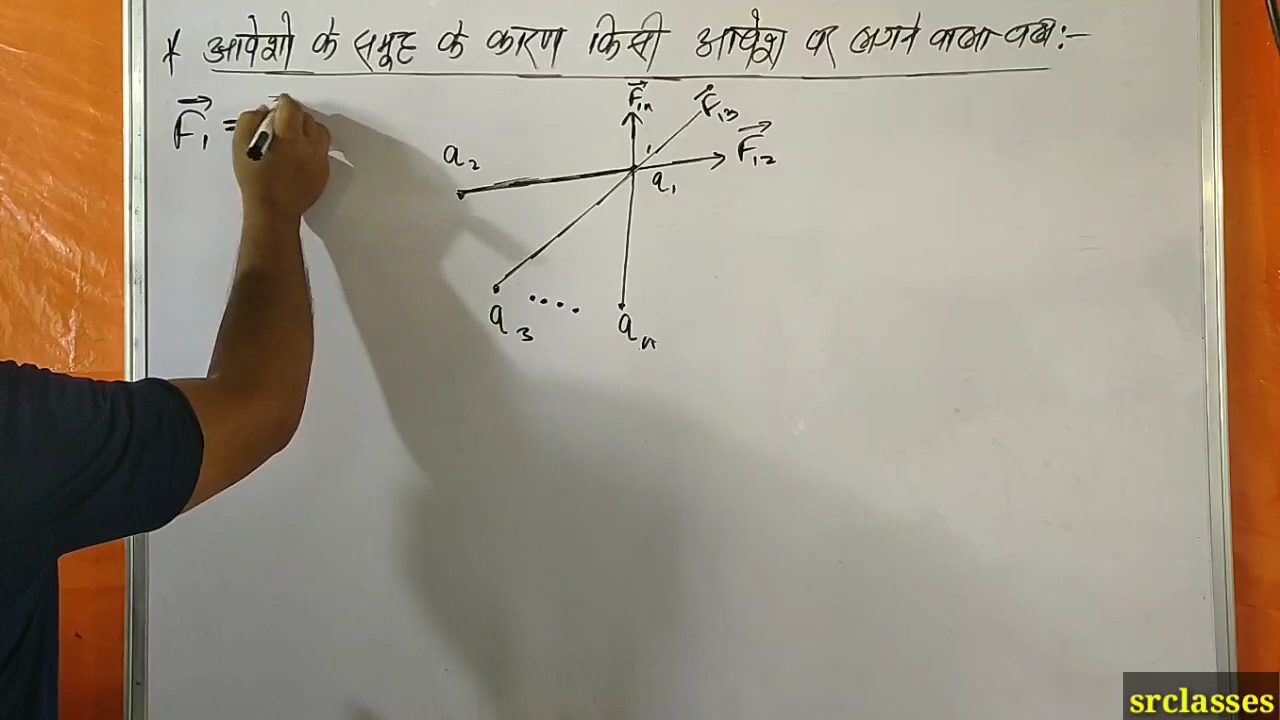 * आवेशो के समूह के कारण किसी आवेश पर लगने वाला बल :-
F⃗₁ =
F⃗₁ₙ
F⃗₁₃
F⃗₁₂
q₂
q₁
q₃ ....
qₙ
srclasses